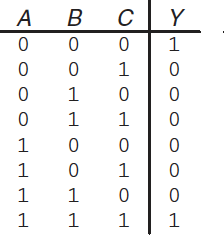 A B C Y
0 0 0 1
0 0 1 0
0 1 0 0
0 1 1 0
1 0 0 0
1 0 1 0
1 1 0 0
1 1 1 1